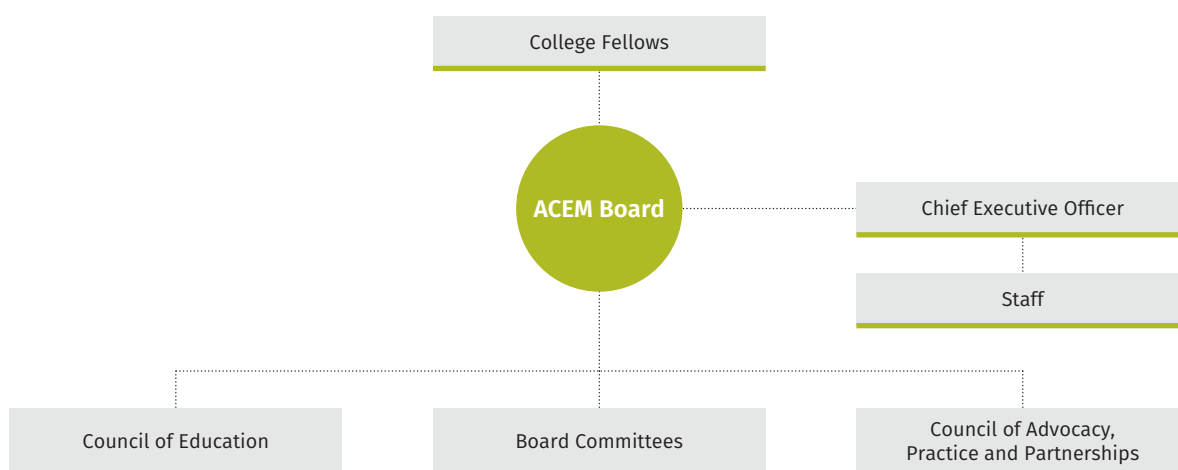 College Fellows
ACEM Board
Chief Executive Officer
Staff
Council of Education
Board Committees
Council of Advocacy,
Practice and Partnerships